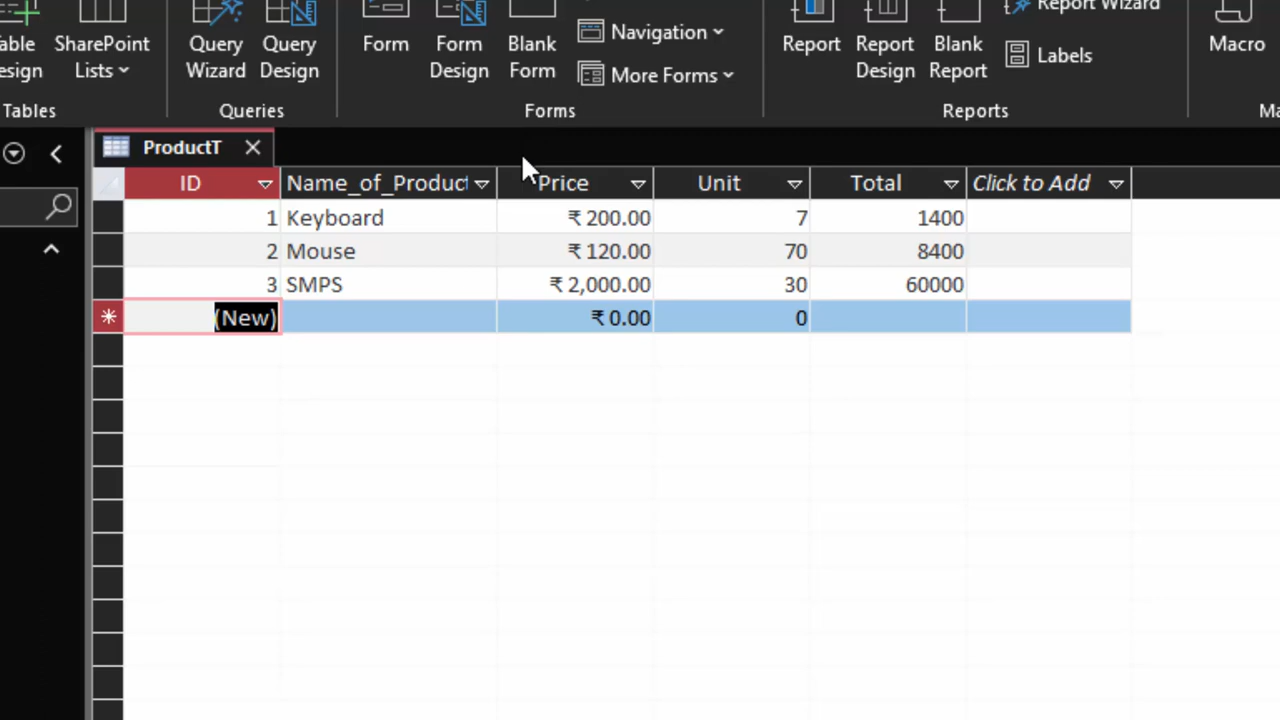 able SharePoint Query Query Form Form Blank Navigation More Forms Report Report Blank Report Wizard Labels Macro
esign Lists Wizard Design Design Form Design Report
Tables Queries Forms Reports Ma
ProductT
ID Name_of_Product Price Unit Total Click to Add
1 Keyboard ₹ 200.00 7 1400
2 Mouse ₹ 120.00 70 8400
3 SMPS ₹ 2,000.00 30 60000
(New) ₹ 0.00 0